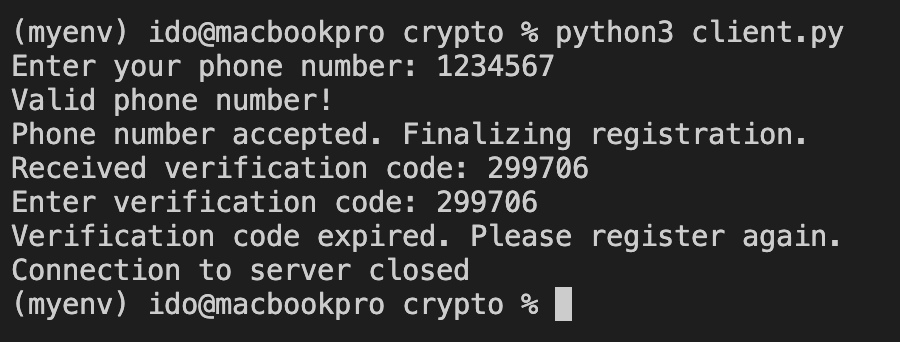 (myenv) ido@macbookpro crypto % python3 client.py
Enter your phone number: 1234567
Valid phone number!
Phone number accepted. Finalizing registration.
Received verification code: 299706
Enter verification code: 299706
Verification code expired. Please register again.
Connection to server closed
(myenv) ido@macbookpro crypto %